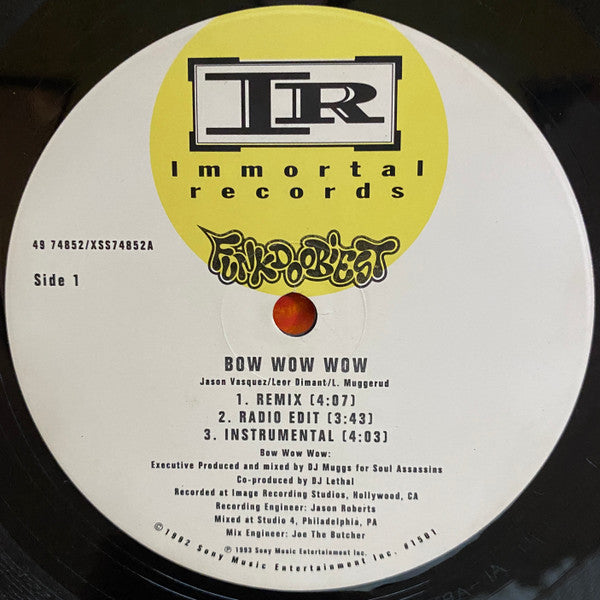 IR
Immortal
records
FUNKDOOBIEST
49 74852/XSS74852A
Side 1
BOW WOW WOW
Jason Vasquez/Leor Dimant/L. Muggerud
1. REMIX (4:07)
2. RADIO EDIT (3:43)
3. INSTRUMENTAL (4:03)
Bow Wow Wow:
Executive Produced and mixed by DJ Muggs for Soul Assassins
Co-produced by DJ Lethal
Recorded at Image Recording Studios, Hollywood, CA
Recording Engineer: Jason Roberts
Mixed at Studio 4, Philadelphia, PA
Mix Engineer: Joe The Butcher
℗ 1993 Sony Music Entertainment Inc.
©1992 Sony Music Entertainment Inc. #1501